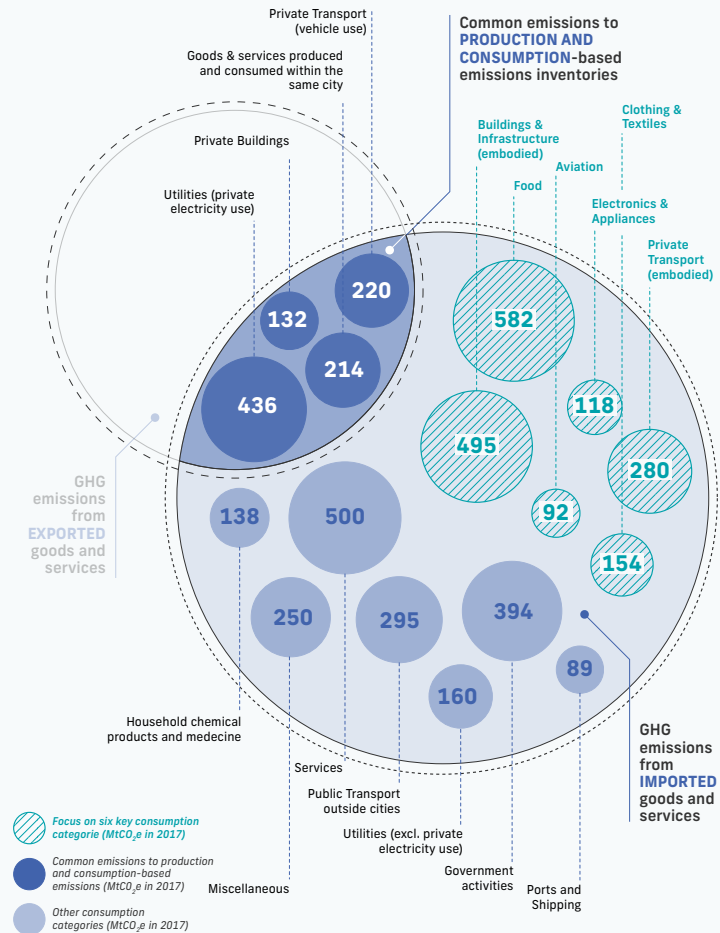 Private Transport
(vehicle use)
Goods & services produced
and consumed within the
same city
Private Buildings
Utilities (private
electricity use)
Common emissions to
PRODUCTION AND
CONSUMPTION-based
emissions inventories
Clothing &
Textiles
Buildings &
Infrastructure
(embodied)
Aviation
Food
Electronics &
Appliances
Private
Transport
(embodied)
220
132
214
436
582
118
495
280
92
154
GHG
emissions
from
EXPORTED
goods and
services
138
500
250
295
394
160
89
Household chemical
products and medecine
Services
Public Transport
outside cities
Utilities (excl. private
electricity use)
Government
activities
Miscellaneous
Ports and
Shipping
GHG
emissions
from
IMPORTED
goods and
services
Focus on six key consumption
categorie (MtCO2e in 2017)
Common emissions to production
and consumption-based
emissions (MtCO2e in 2017)
Other consumption
categories (MtCO2e in 2017)